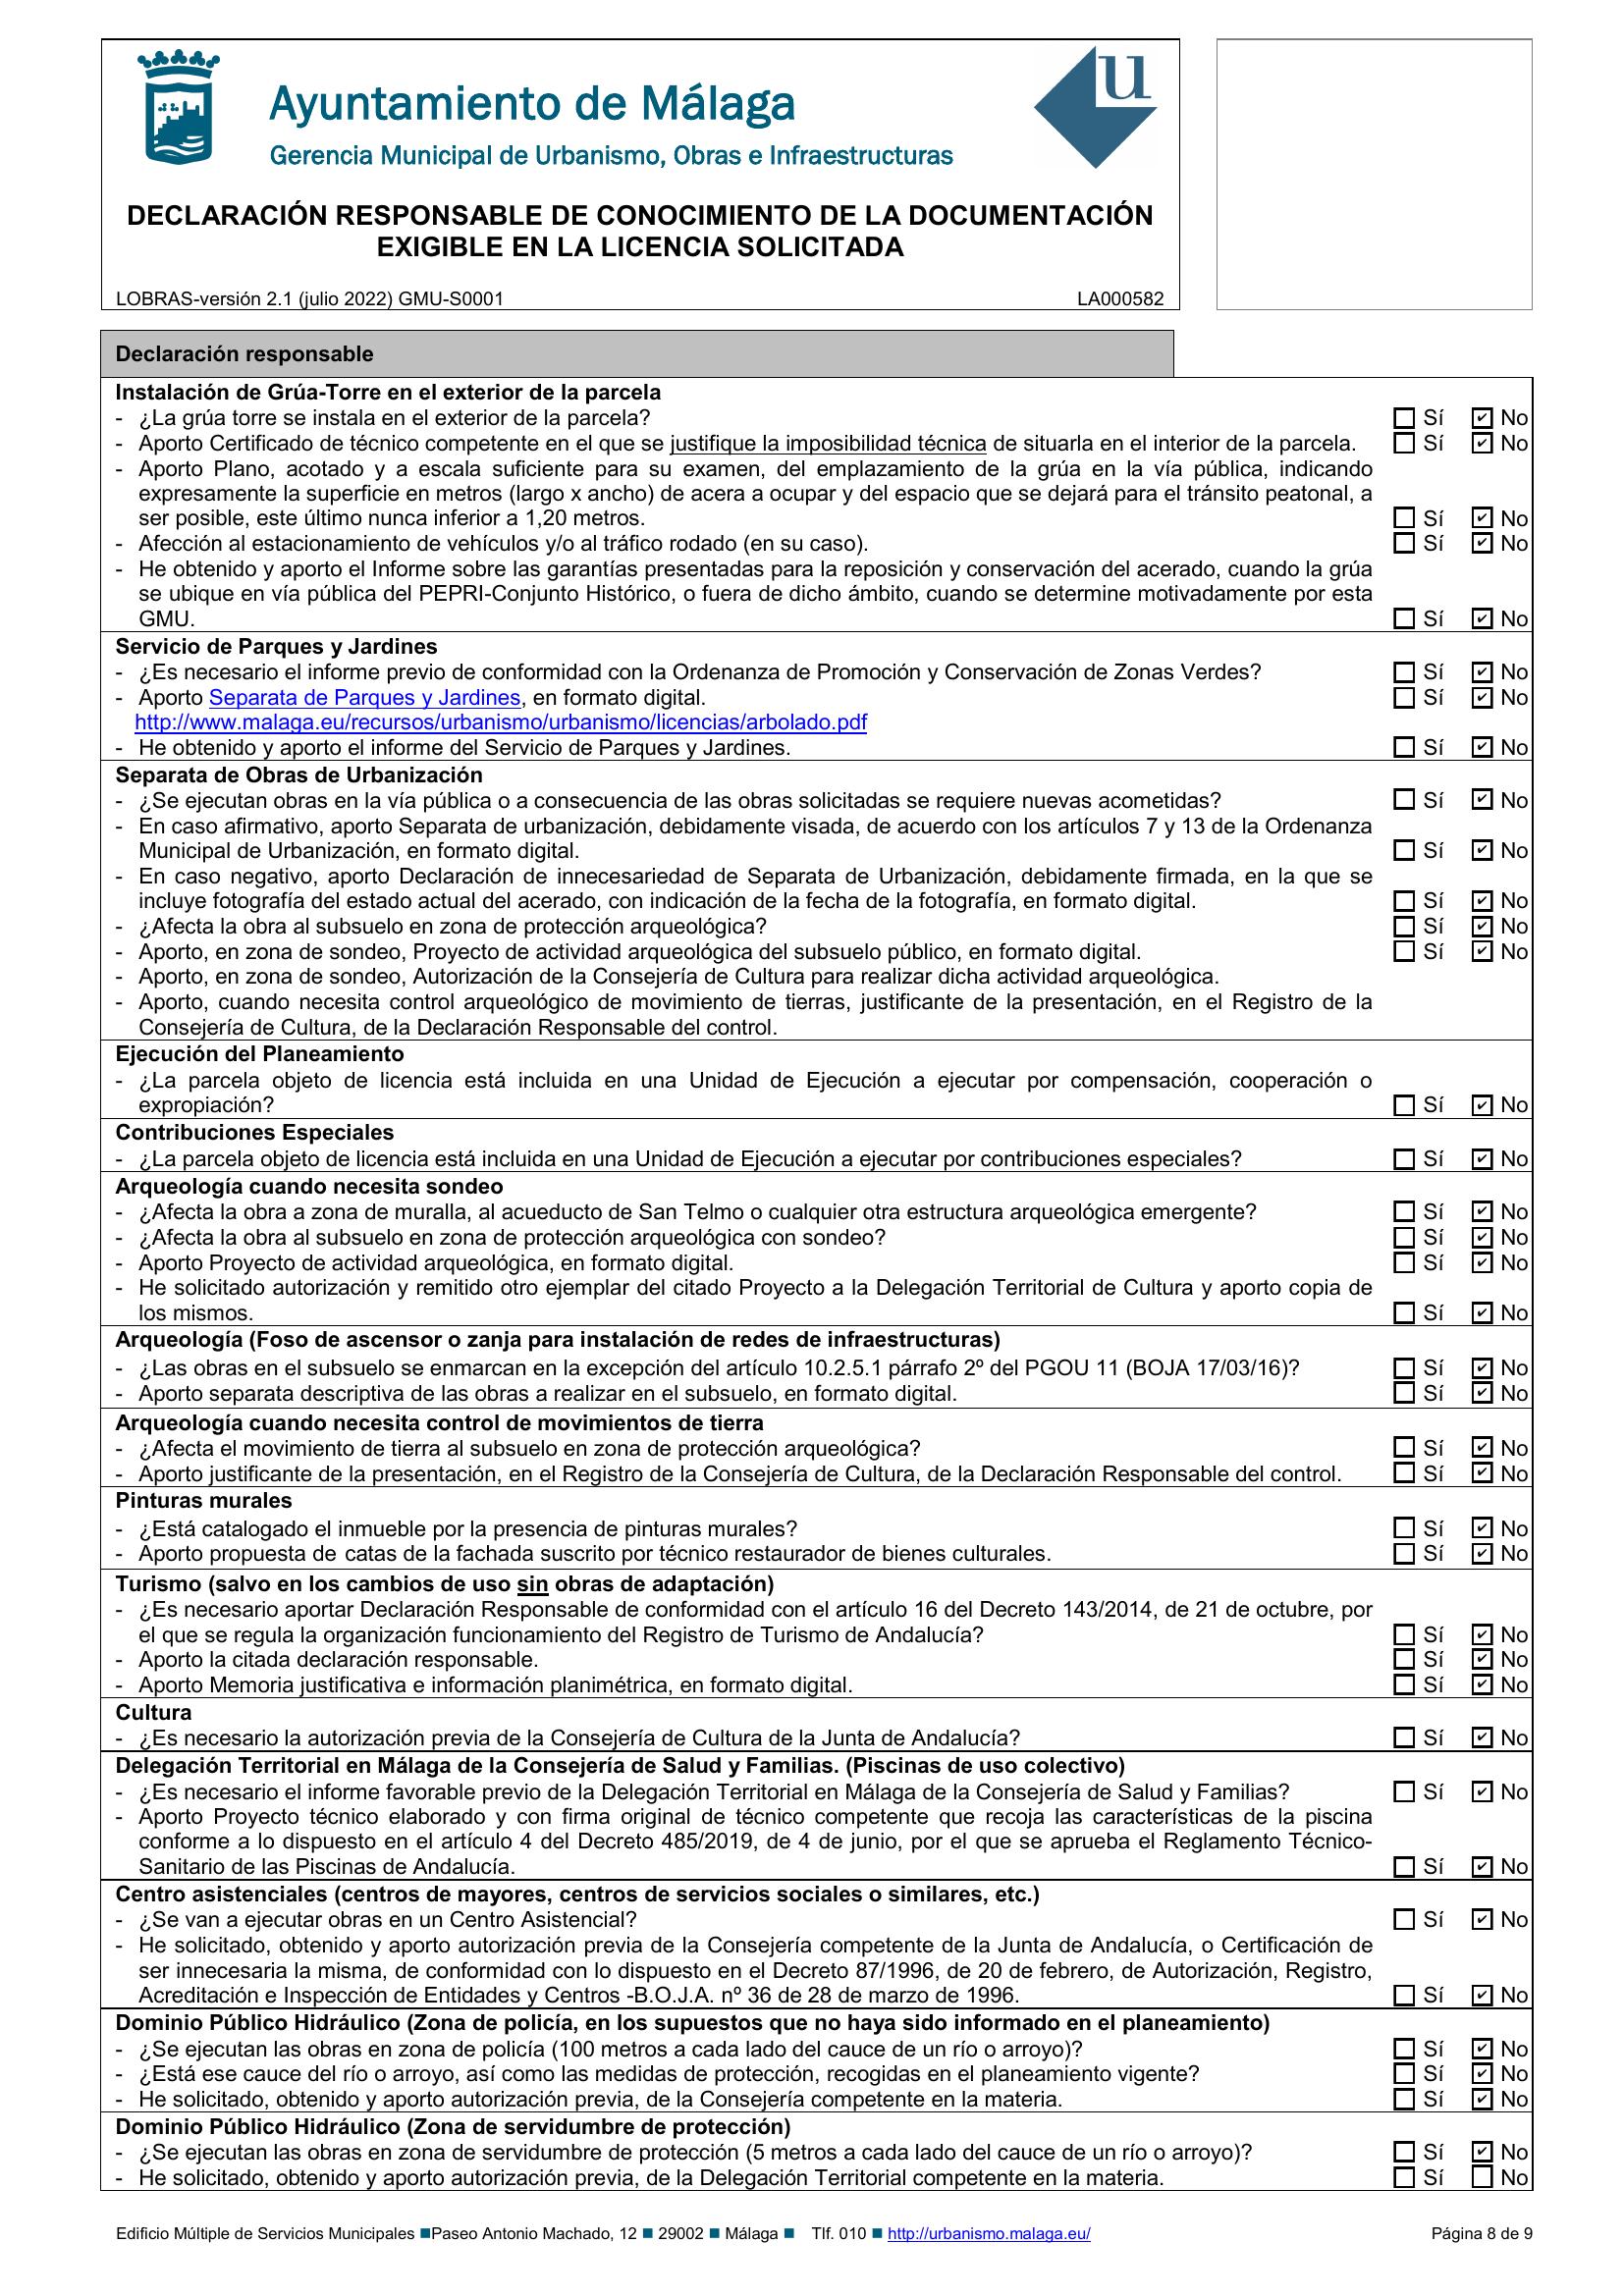 u
Ayuntamiento de Málaga
Gerencia Municipal de Urbanismo, Obras e Infraestructuras
DECLARACIÓN RESPONSABLE DE CONOCIMIENTO DE LA DOCUMENTACIÓN
EXIGIBLE EN LA LICENCIA SOLICITADA
LOBRAS-versión 2.1 (julio 2022) GMU-S0001 LA000582
Declaración responsable
Instalación de Grúa-Torre en el exterior de la parcela
- ¿La grúa torre se instala en el exterior de la parcela? ☐ Sí ☑ No
- Aporto Certificado de técnico competente en el que se justifique la imposibilidad técnica de situarla en el interior de la parcela. ☐ Sí ☑ No
- Aporto Plano, acotado y a escala suficiente para su examen, del emplazamiento de la grúa en la vía pública, indicando
expresamente la superficie en metros (largo x ancho) de acera a ocupar y del espacio que se dejará para el tránsito peatonal, a
ser posible, este último nunca inferior a 1,20 metros. ☐ Sí ☑ No
- Afección al estacionamiento de vehículos y/o al tráfico rodado (en su caso). ☐ Sí ☑ No
- He obtenido y aporto el Informe sobre las garantías presentadas para la reposición y conservación del acerado, cuando la grúa
se ubique en vía pública del PEPRI-Conjunto Histórico, o fuera de dicho ámbito, cuando se determine motivadamente por esta
GMU. ☐ Sí ☑ No
Servicio de Parques y Jardines
- ¿Es necesario el informe previo de conformidad con la Ordenanza de Promoción y Conservación de Zonas Verdes? ☐ Sí ☑ No
- Aporto Separata de Parques y Jardines, en formato digital. ☐ Sí ☑ No
http://www.malaga.eu/recursos/urbanismo/urbanismo/licencias/arbolado.pdf
- He obtenido y aporto el informe del Servicio de Parques y Jardines. ☐ Sí ☑ No
Separata de Obras de Urbanización
- ¿Se ejecutan obras en la vía pública o a consecuencia de las obras solicitadas se requiere nuevas acometidas? ☐ Sí ☑ No
- En caso afirmativo, aporto Separata de urbanización, debidamente visada, de acuerdo con los artículos 7 y 13 de la Ordenanza
Municipal de Urbanización, en formato digital. ☐ Sí ☑ No
- En caso negativo, aporto Declaración de innecesariedad de Separata de Urbanización, debidamente firmada, en la que se
incluye fotografía del estado actual del acerado, con indicación de la fecha de la fotografía, en formato digital. ☐ Sí ☑ No
- ¿Afecta la obra al subsuelo en zona de protección arqueológica? ☐ Sí ☑ No
- Aporto, en zona de sondeo, Proyecto de actividad arqueológica del subsuelo público, en formato digital. ☐ Sí ☑ No
- Aporto, en zona de sondeo, Autorización de la Consejería de Cultura para realizar dicha actividad arqueológica.
- Aporto, cuando necesita control arqueológico de movimiento de tierras, justificante de la presentación, en el Registro de la
Consejería de Cultura, de la Declaración Responsable del control.
Ejecución del Planeamiento
- ¿La parcela objeto de licencia está incluida en una Unidad de Ejecución a ejecutar por compensación, cooperación o
expropiación? ☐ Sí ☑ No
Contribuciones Especiales
- ¿La parcela objeto de licencia está incluida en una Unidad de Ejecución a ejecutar por contribuciones especiales? ☐ Sí ☑ No
Arqueología cuando necesita sondeo
- ¿Afecta la obra a zona de muralla, al acueducto de San Telmo o cualquier otra estructura arqueológica emergente? ☐ Sí ☑ No
- ¿Afecta la obra al subsuelo en zona de protección arqueológica con sondeo? ☐ Sí ☑ No
- Aporto Proyecto de actividad arqueológica, en formato digital. ☐ Sí ☑ No
- He solicitado autorización y remitido otro ejemplar del citado Proyecto a la Delegación Territorial de Cultura y aporto copia de
los mismos. ☐ Sí ☑ No
Arqueología (Foso de ascensor o zanja para instalación de redes de infraestructuras)
- ¿Las obras en el subsuelo se enmarcan en la excepción del artículo 10.2.5.1 párrafo 2º del PGOU 11 (BOJA 17/03/16)? ☐ Sí ☑ No
- Aporto separata descriptiva de las obras a realizar en el subsuelo, en formato digital. ☐ Sí ☑ No
Arqueología cuando necesita control de movimientos de tierra
- ¿Afecta el movimiento de tierra al subsuelo en zona de protección arqueológica? ☐ Sí ☑ No
- Aporto justificante de la presentación, en el Registro de la Consejería de Cultura, de la Declaración Responsable del control. ☐ Sí ☑ No
Pinturas murales
- ¿Está catalogado el inmueble por la presencia de pinturas murales? ☐ Sí ☑ No
- Aporto propuesta de catas de la fachada suscrito por técnico restaurador de bienes culturales. ☐ Sí ☑ No
Turismo (salvo en los cambios de uso sin obras de adaptación)
- ¿Es necesario aportar Declaración Responsable de conformidad con el artículo 16 del Decreto 143/2014, de 21 de octubre, por
el que se regula la organización funcionamiento del Registro de Turismo de Andalucía? ☐ Sí ☑ No
- Aporto la citada declaración responsable. ☐ Sí ☑ No
- Aporto Memoria justificativa e información planimétrica, en formato digital. ☐ Sí ☑ No
Cultura
- ¿Es necesario la autorización previa de la Consejería de Cultura de la Junta de Andalucía? ☐ Sí ☑ No
Delegación Territorial en Málaga de la Consejería de Salud y Familias. (Piscinas de uso colectivo)
- ¿Es necesario el informe favorable previo de la Delegación Territorial en Málaga de la Consejería de Salud y Familias? ☐ Sí ☑ No
- Aporto Proyecto técnico elaborado y con firma original de técnico competente que recoja las características de la piscina
conforme a lo dispuesto en el artículo 4 del Decreto 485/2019, de 4 de junio, por el que se aprueba el Reglamento Técnico-
Sanitario de las Piscinas de Andalucía. ☐ Sí ☑ No
Centro asistenciales (centros de mayores, centros de servicios sociales o similares, etc.)
- ¿Se van a ejecutar obras en un Centro Asistencial? ☐ Sí ☑ No
- He solicitado, obtenido y aporto autorización previa de la Consejería competente de la Junta de Andalucía, o Certificación de
ser innecesaria la misma, de conformidad con lo dispuesto en el Decreto 87/1996, de 20 de febrero, de Autorización, Registro,
Acreditación e Inspección de Entidades y Centros -B.O.J.A. nº 36 de 28 de marzo de 1996. ☐ Sí ☑ No
Dominio Público Hidráulico (Zona de policía, en los supuestos que no haya sido informado en el planeamiento)
- ¿Se ejecutan las obras en zona de policía (100 metros a cada lado del cauce de un río o arroyo)? ☐ Sí ☑ No
- ¿Está ese cauce del río o arroyo, así como las medidas de protección, recogidas en el planeamiento vigente? ☐ Sí ☑ No
- He solicitado, obtenido y aporto autorización previa, de la Consejería competente en la materia. ☐ Sí ☑ No
Dominio Público Hidráulico (Zona de servidumbre de protección)
- ¿Se ejecutan las obras en zona de servidumbre de protección (5 metros a cada lado del cauce de un río o arroyo)? ☐ Sí ☑ No
- He solicitado, obtenido y aporto autorización previa, de la Delegación Territorial competente en la materia. ☐ Sí ☐ No
Edificio Múltiple de Servicios Municipales ■Paseo Antonio Machado, 12 ■ 29002 ■ Málaga ■ Tlf. 010 ■ http://urbanismo.malaga.eu/ Página 8 de 9